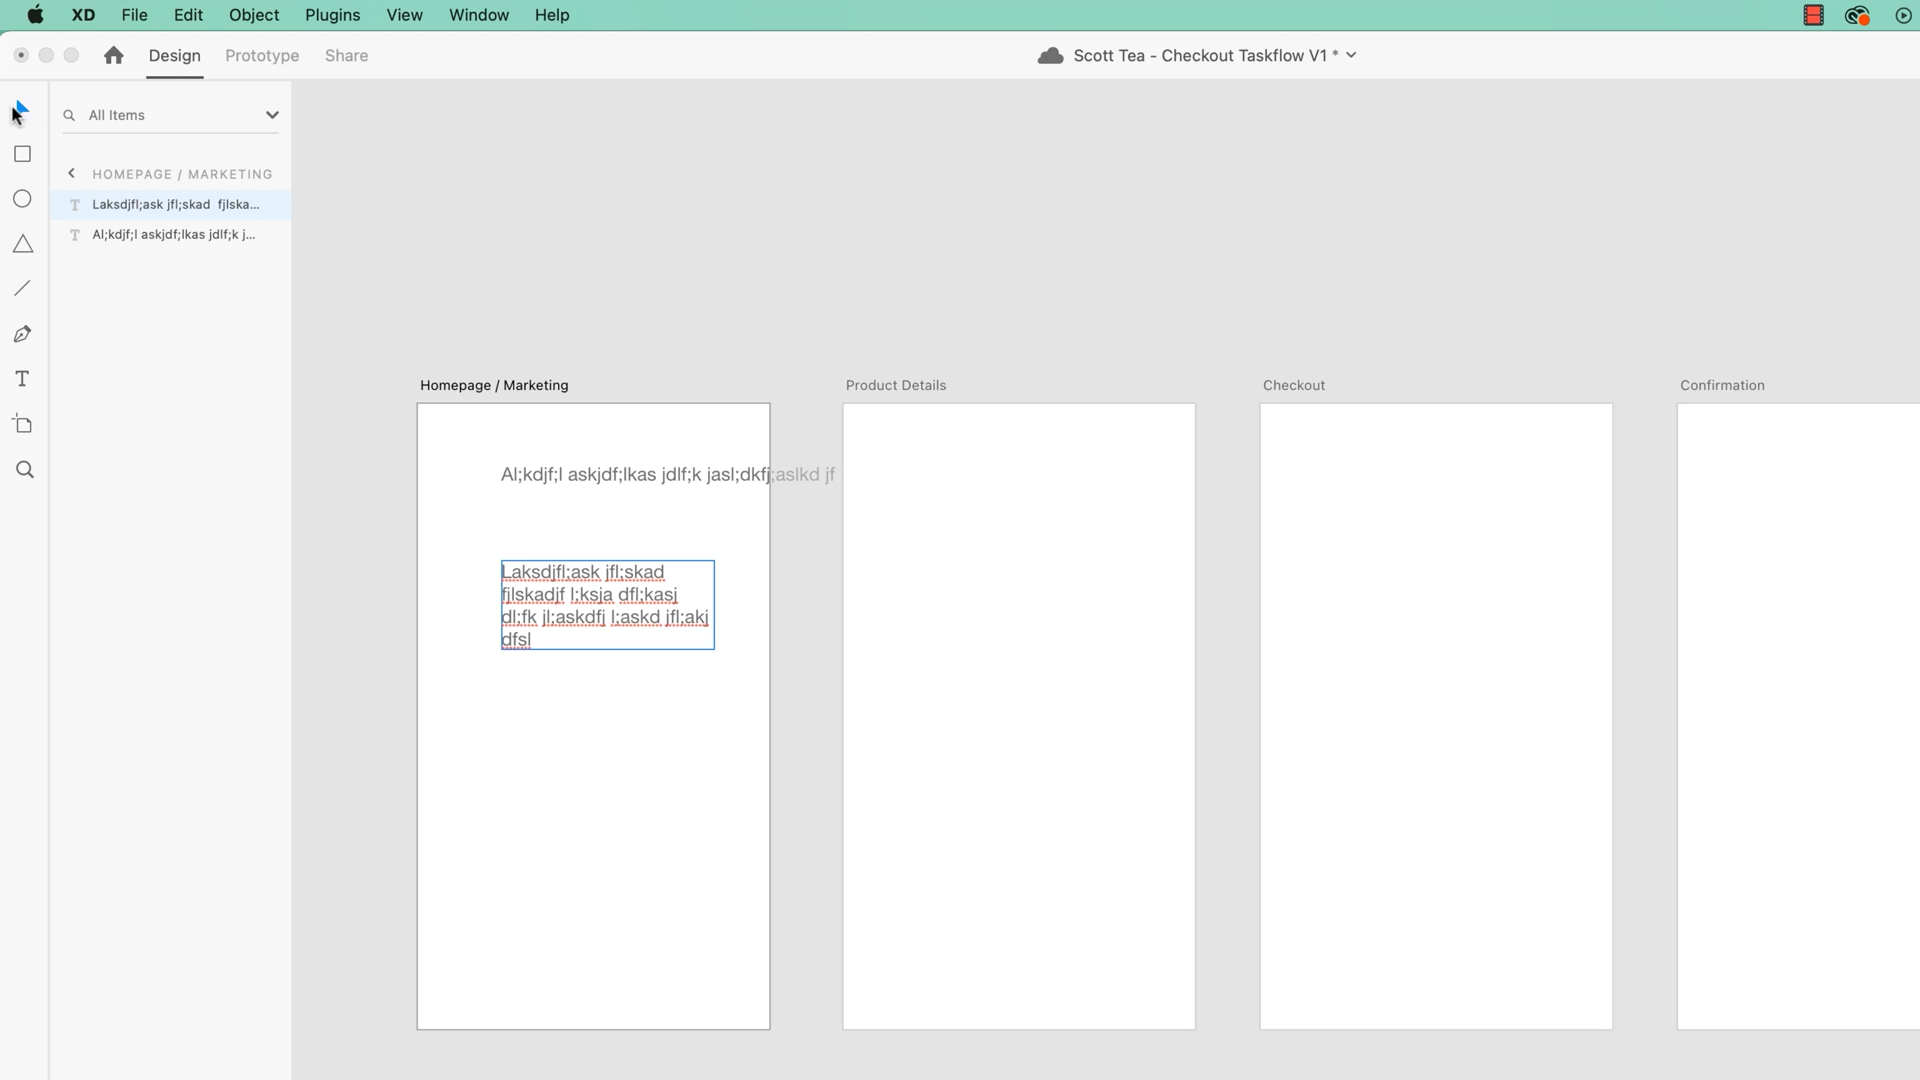 XD File Edit Object Plugins View Window Help
Design Prototype Share
Scott Tea - Checkout Taskflow V1 *
All Items
HOMEPAGE / MARKETING
Laksdjfl;ask jfl;skad fjlska...
Al;kdjf;l askjdf;lkas jdlf;k j...
Homepage / Marketing
Product Details
Checkout
Confirmation
Al;kdjf;l askjdf;lkas jdlf;k jasl;dkfj;aslkd jf
Laksdjfl;ask jfl;skad
fjlskadjf l;ksja dfl;kasj
dl;fk jl;askdfj l;askd jfl;akj
dfsl